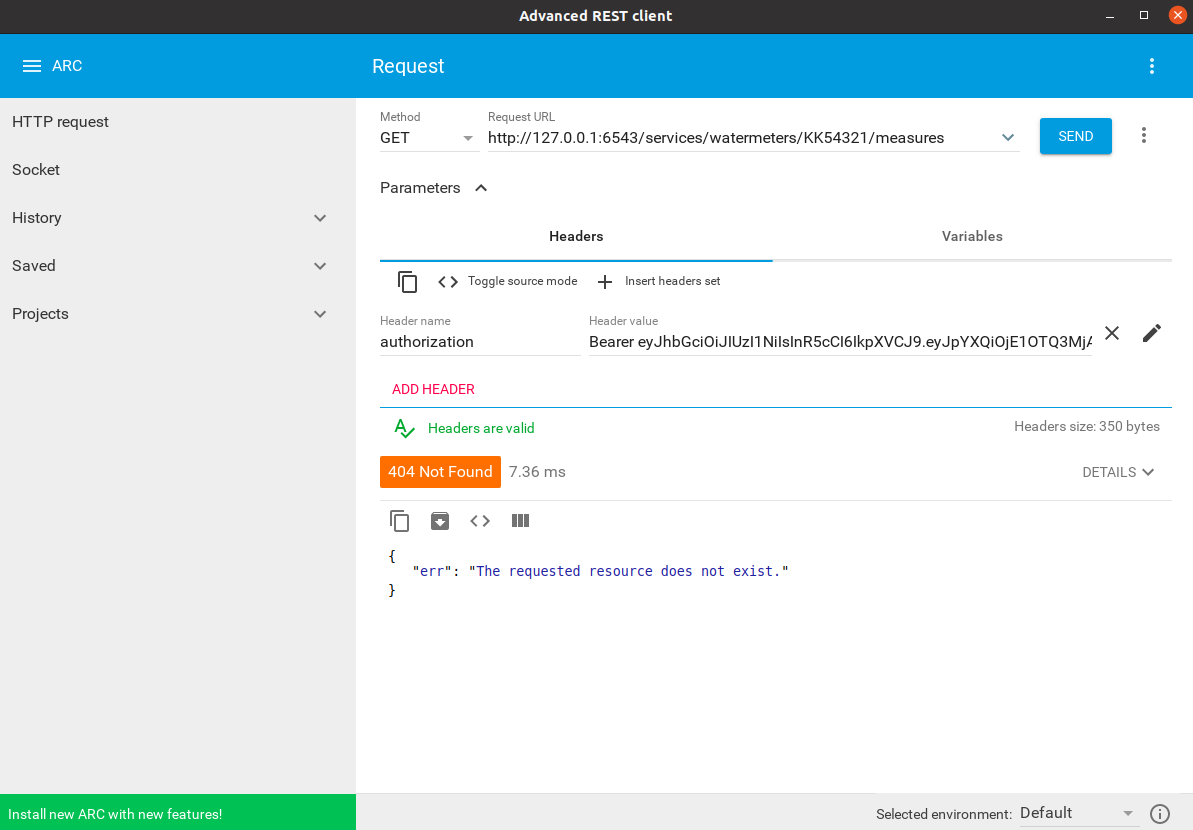 Advanced REST client
ARC
Request
HTTP request
Socket
History
Saved
Projects
Install new ARC with new features!
Method
GET
Request URL
http://127.0.0.1:6543/services/watermeters/KK54321/measures
SEND
Parameters
Headers
Variables
Toggle source mode
Insert headers set
Header name
authorization
Header value
Bearer eyJhbGciOiJIUzI1NiIsInR5cCI6IkpXVCJ9.eyJpYXQiOjE1OTQ3MjA
ADD HEADER
Headers are valid
Headers size: 350 bytes
404 Not Found 7.36 ms
DETAILS
{
"err": "The requested resource does not exist."
}
Selected environment: Default